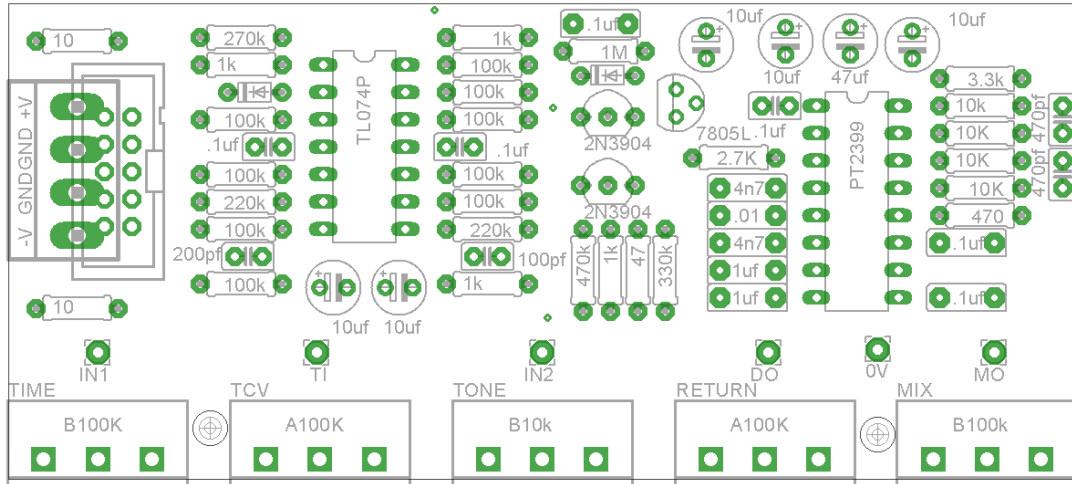 10
-V GNDGND +V
10
270k
1k
100k
.1uf
100k
220k
100k
200pf
100k
TL074P
10uf
10uf
1k
100k
100k
100k
.1uf
100k
100k
220k
100pf
1k
.1uf
1M
2N3904
2N3904
470k
1k
47
330k
10uf
10uf
47uf
10uf
.1uf
7805L
2.7K
4n7
.01
4n7
1uf
1uf
PT2399
3.3k
10k
10K
10K
10K
470
470pf
470pf
.1uf
.1uf
IN1
TI
IN2
DO
0V
MO
TIME
TCV
TONE
RETURN
MIX
B100K
A100K
B10k
A100K
B100k